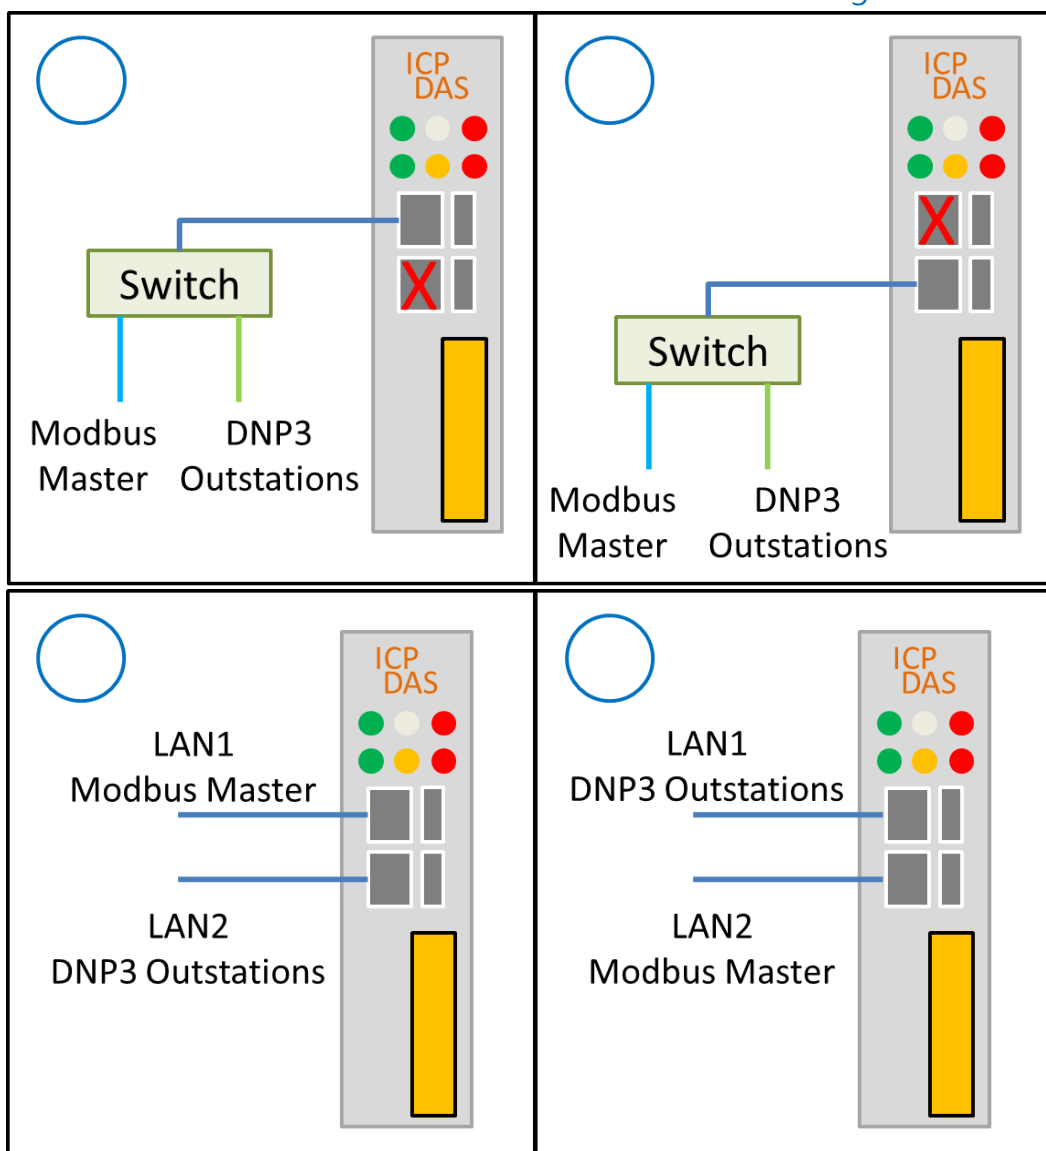 ICP
DAS
Switch
X
Modbus
Master
DNP3
Outstations
ICP
DAS
X
Switch
Modbus
Master
DNP3
Outstations
ICP
DAS
LAN1
Modbus Master
LAN2
DNP3 Outstations
ICP
DAS
LAN1
DNP3 Outstations
LAN2
Modbus Master